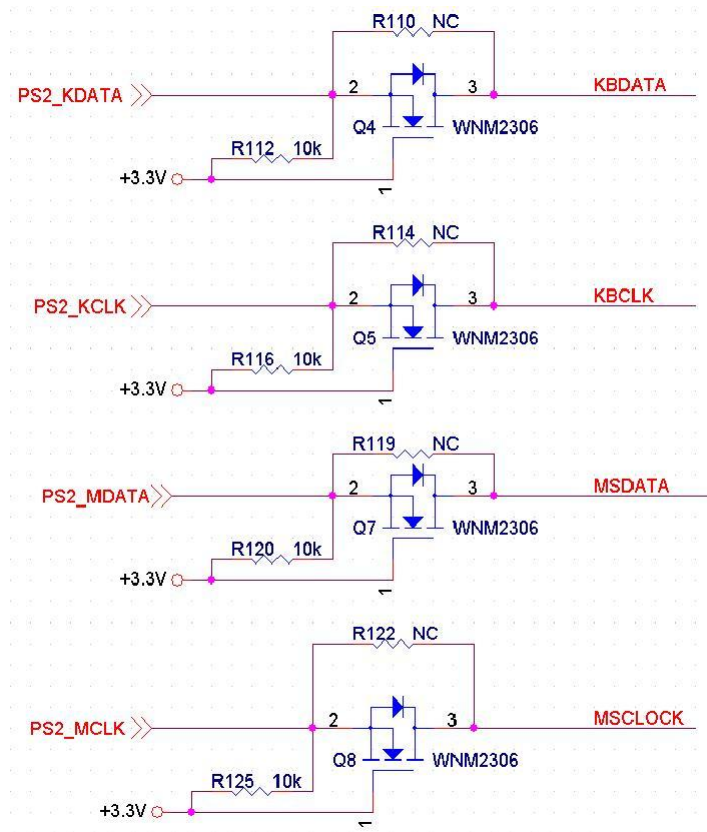 R110 NC
PS2_KDATA 2 3 KBDATA
Q4 WNM2306
R112 10k
+3.3V 1
R114 NC
PS2_KCLK 2 3 KBCLK
Q5 WNM2306
R116 10k
+3.3V 1
R119 NC
PS2_MDATA 2 3 MSDATA
Q7 WNM2306
R120 10k
+3.3V 1
R122 NC
PS2_MCLK 2 3 MSCLOCK
Q8 WNM2306
R125 10k
+3.3V 1